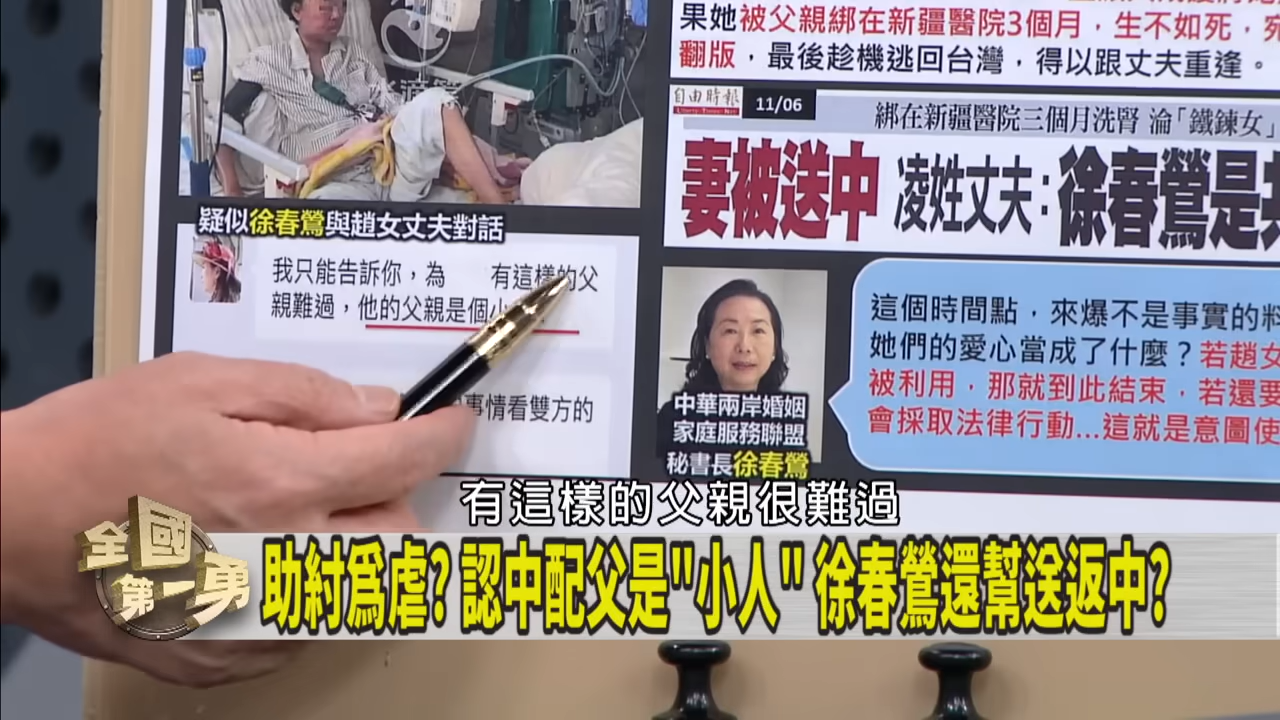 果她被父親綁在新疆醫院3個月，生不如死，
翻版，最後趁機逃回台灣，得以跟丈夫重逢。
自由時報
11/06
綁在新疆醫院三個月洗腎 淪「鐵鍊女」
妻被送中 凌姓丈夫：徐春鶯是
疑似徐春鶯與趙女丈夫對話
我只能告訴你，為 有這樣的父
親難過，他的父親是個小
事情看雙方的
這個時間點，來爆不是事實的料
她們的愛心當成了什麼？若趙女
被利用，那就到此結束，若還要
會採取法律行動...這就是意圖使
中華兩岸婚姻
家庭服務聯盟
秘書長徐春鶯
有這樣的父親很難過
全國第一勇
助紂為虐? 認中配父是"小人" 徐春鶯還幫送返中?